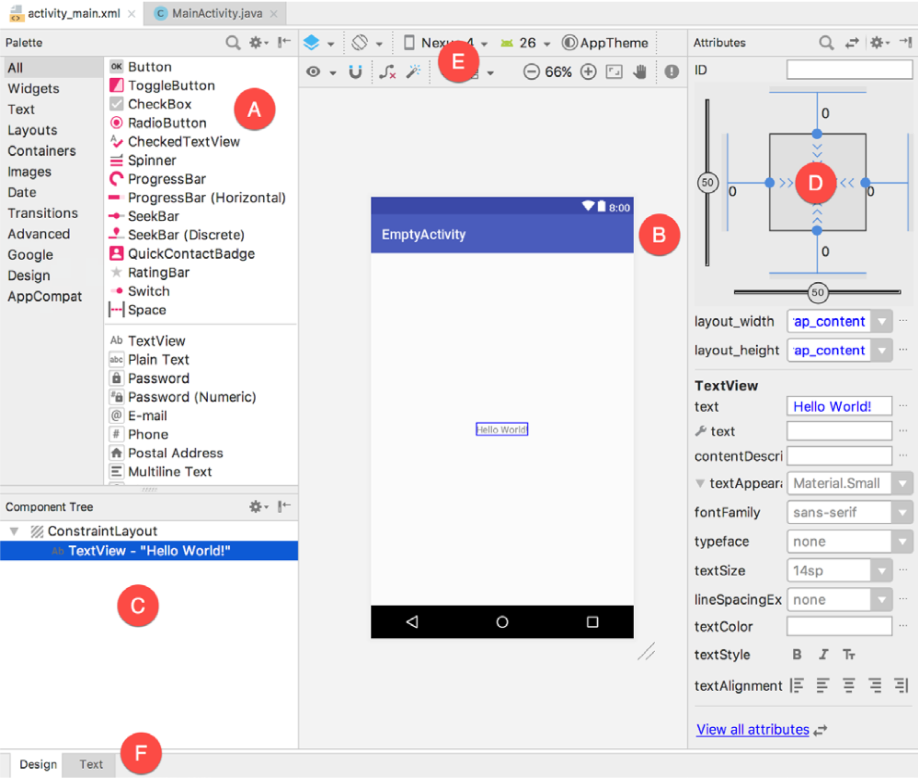 activity_main.xml
MainActivity.java
Palette
All
Widgets
Text
Layouts
Containers
Images
Date
Transitions
Advanced
Google
Design
AppCompat
OK Button
ToggleButton
CheckBox
RadioButton
CheckedTextView
Spinner
ProgressBar
ProgressBar (Horizontal)
SeekBar
SeekBar (Discrete)
QuickContactBadge
RatingBar
Switch
Space
Ab TextView
abc Plain Text
Password
Password (Numeric)
@ E-mail
# Phone
Postal Address
Multiline Text
A
Component Tree
ConstraintLayout
Ab TextView - "Hello World!"
C
Design
Text
F
26
AppTheme
E
66%
8:00
EmptyActivity
B
Hello World!
Attributes
ID
0
50
0
D
0
0
50
layout_width
ap_content
layout_height
ap_content
TextView
text
Hello World!
text
contentDescri
textAppeara
Material.Small
fontFamily
sans-serif
typeface
none
textSize
14sp
lineSpacingEx
none
textColor
textStyle
B I Tт
textAlignment
View all attributes